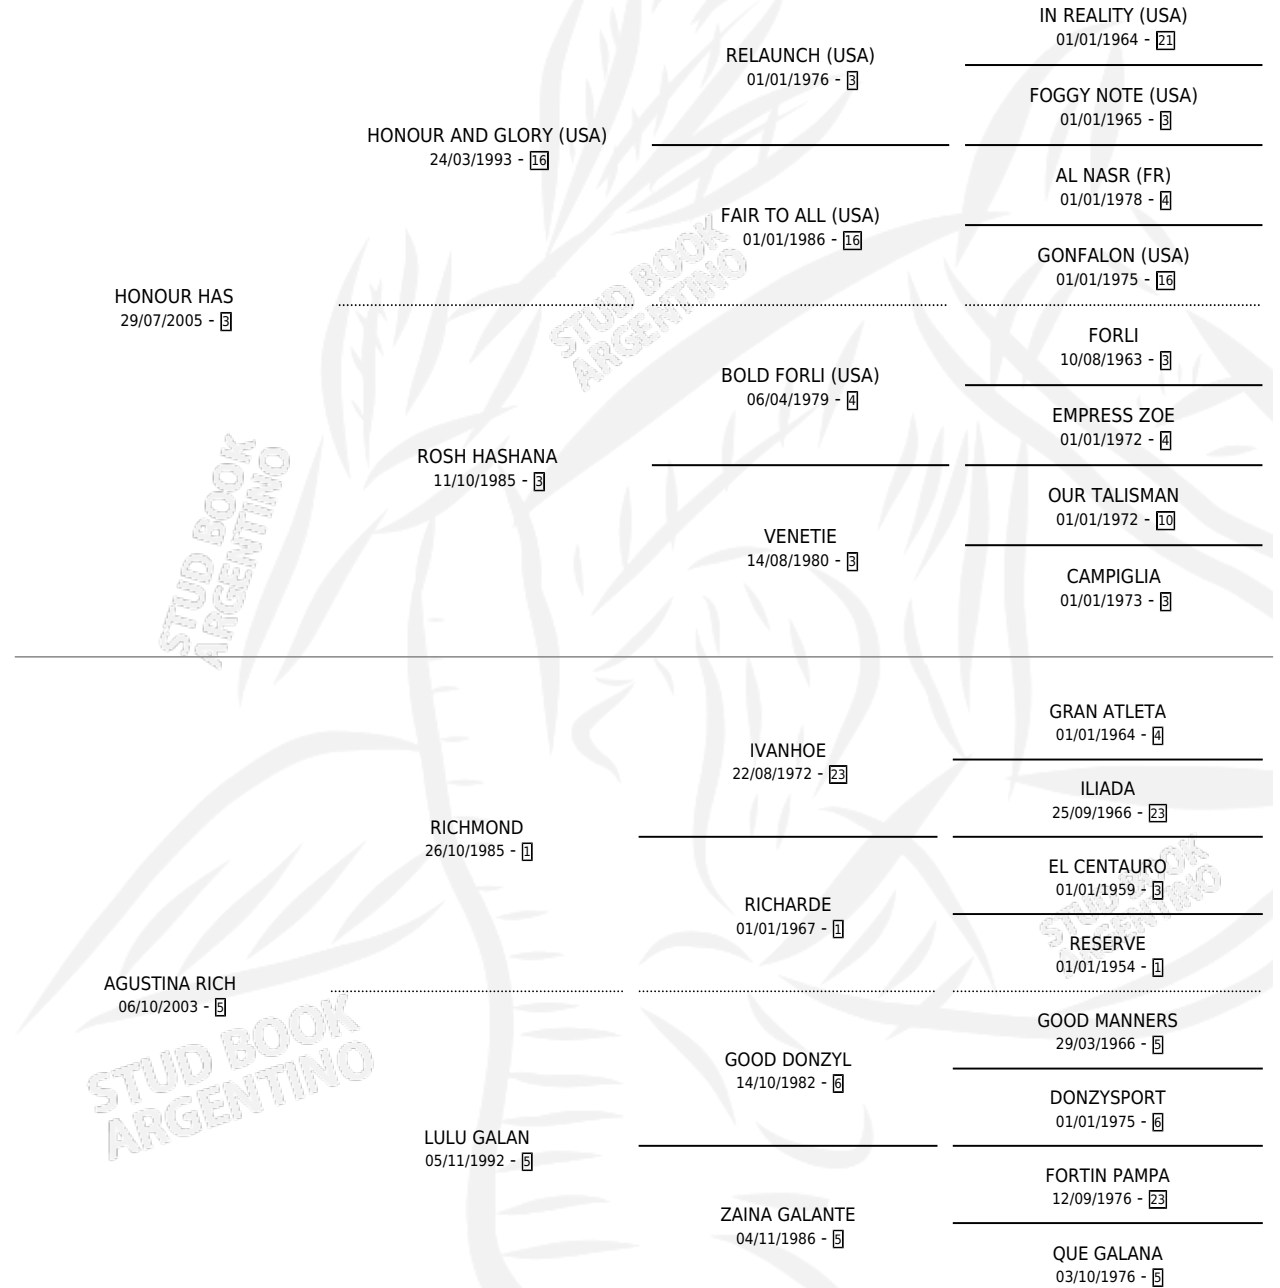 IN REALITY (USA)
01/01/1964 - 21
RELAUNCH (USA)
01/01/1976 - 3
FOGGY NOTE (USA)
01/01/1965 - 3
HONOUR AND GLORY (USA)
24/03/1993 - 16
AL NASR (FR)
01/01/1978 - 4
FAIR TO ALL (USA)
01/01/1986 - 16
GONFALON (USA)
01/01/1975 - 16
HONOUR HAS
29/07/2005 - 3
FORLI
10/08/1963 - 3
BOLD FORLI (USA)
06/04/1979 - 4
EMPRESS ZOE
01/01/1972 - 4
ROSH HASHANA
11/10/1985 - 3
OUR TALISMAN
01/01/1972 - 10
VENETIE
14/08/1980 - 3
CAMPIGLIA
01/01/1973 - 3
STUD BOOK
ARGENTINO
STUD BOOK
ARGENTINO
GRAN ATLETA
01/01/1964 - 4
IVANHOE
22/08/1972 - 23
ILIADA
25/09/1966 - 23
RICHMOND
26/10/1985 - 1
EL CENTAURO
01/01/1959 - 3
RICHARDE
01/01/1967 - 1
RESERVE
01/01/1954 - 1
STUD BOOK
ARGENTINO
AGUSTINA RICH
06/10/2003 - 5
GOOD MANNERS
29/03/1966 - 5
GOOD DONZYL
14/10/1982 - 6
DONZYSPORT
01/01/1975 - 6
STUD BOOK
ARGENTINO
LULU GALAN
05/11/1992 - 5
FORTIN PAMPA
12/09/1976 - 23
ZAINA GALANTE
04/11/1986 - 5
QUE GALANA
03/10/1976 - 5